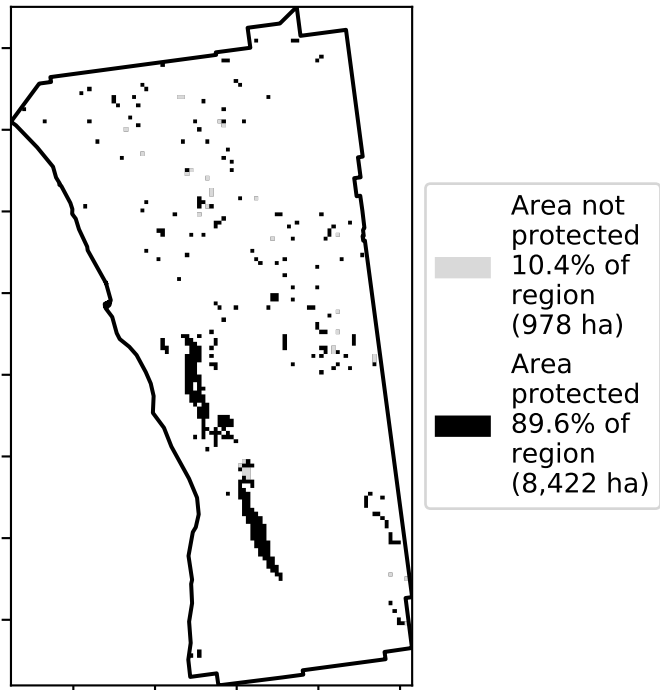 Area not
protected
10.4% of
region
(978 ha)
Area
protected
89.6% of
region
(8,422 ha)